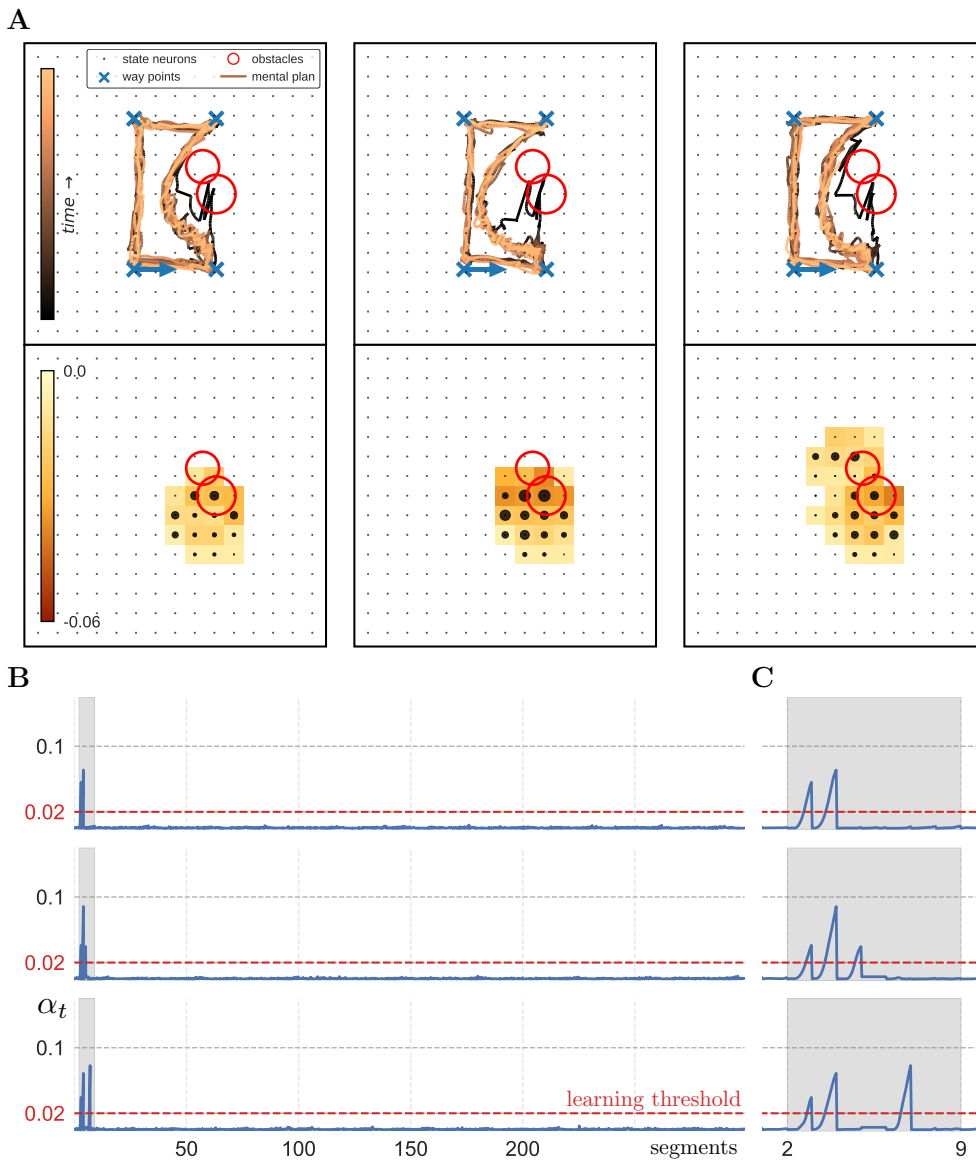 A
state neurons
obstacles
way points
mental plan
time →
0.0
-0.06
B
C
0.1
0.02
0.1
0.02
αt
0.1
learning threshold
0.02
50
100
150
200
segments
2
9